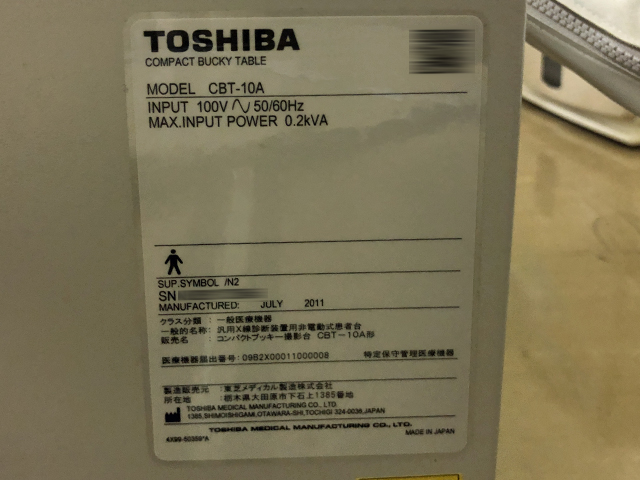 TOSHIBA
COMPACT BUCKY TABLE
MODEL CBT-10A
INPUT 100V 50/60Hz
MAX.INPUT POWER 0.2kVA
SUP.SYMBOL /N2
SN
MANUFACTURED: JULY 2011
クラス分類 : 一般医療機器
一般的名称: 汎用X線診断装置用非電動式患者台
販売名 : コンパクトブッキー撮影台 CBT-10A形
医療機器届出番号: 09B2X00011000008 特定保守管理医療機器
製造販売元 : 東芝メディカル製造株式会社
所在地 : 栃木県大田原市下石上1385番地
TOSHIBA MEDICAL MANUFACTURING CO., LTD.
1385,SHIMOISHIGAMI,OTAWARA-SHI,TOCHIGI 324-0036,JAPAN
TOSHIBA MEDICAL MANUFACTURING CO., LTD.
MADE IN JAPAN